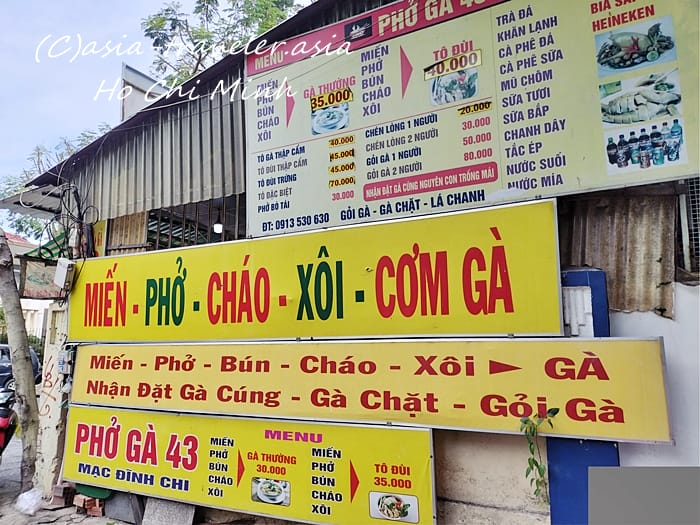 (C)asia-traveler.asia
Ho Chi Minh
MENU
PHỞ GÀ 43
MIẾN
PHỞ
BÚN
CHÁO
XÔI
GÀ THƯỜNG
35.000
MIẾN
PHỞ
BÚN
CHÁO
XÔI
TÔ ĐÙI
40.000
TÔ GÀ THẬP CẨM 40.000
TÔ ĐÙI THẬP CẨM 45.000
TÔ ĐÙI TRỨNG 45.000
TÔ ĐẶC BIỆT 70.000
PHỞ BÒ TÁI 30.000
20.000
CHÉN LÒNG 1 NGƯỜI 30.000
CHÉN LÒNG 2 NGƯỜI 50.000
GỎI GÀ 1 NGƯỜI 80.000
GỎI GÀ 2 NGƯỜI
NHẬN ĐẶT GÀ CÚNG NGUYÊN CON TRỐNG MÁI
ĐT: 0913 530 630 GỎI GÀ - GÀ CHẶT - LÁ CHANH
TRÀ ĐÁ
KHĂN LẠNH
CÀ PHÊ ĐÁ
CÀ PHÊ SỮA
MỦ CHÔM
SỮA TƯƠI
SỮA BẮP
CHANH DÂY
TẮC ÉP
NƯỚC SUỐI
NƯỚC MÍA
BIA
HEINEKEN
MIẾN - PHỞ - CHÁO - XÔI - CƠM GÀ
Miến - Phở - Bún - Cháo - Xôi ► GÀ
Nhận Đặt Gà Cúng - Gà Chặt - Gỏi Gà
PHỞ GÀ 43
MẠC ĐĨNH CHI
MENU
MIẾN
PHỞ
BÚN
CHÁO
XÔI
GÀ THƯỜNG
30.000
MIẾN
PHỞ
BÚN
CHÁO
XÔI
TÔ ĐÙI
35.000